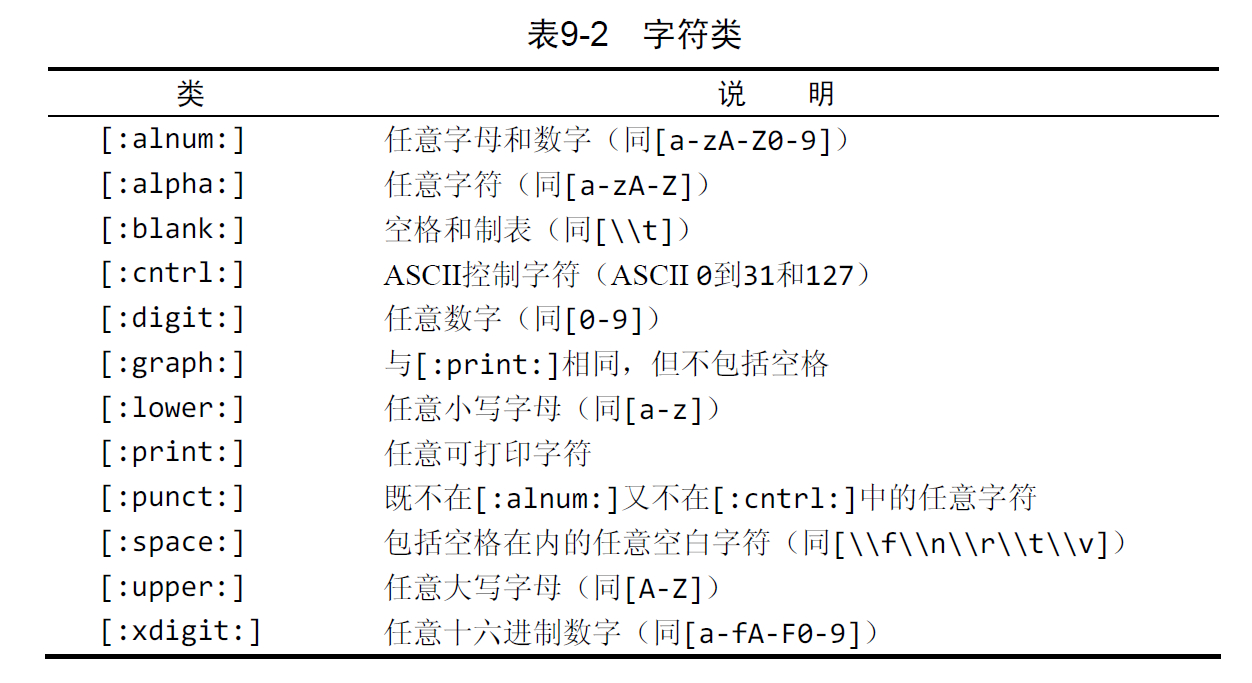 表9-2 字符类
类 说 明
[:alnum:] 任意字母和数字（同[a-zA-Z0-9]）
[:alpha:] 任意字符（同[a-zA-Z]）
[:blank:] 空格和制表（同[\\t]）
[:cntrl:] ASCII控制字符（ASCII 0到31和127）
[:digit:] 任意数字（同[0-9]）
[:graph:] 与[:print:]相同，但不包括空格
[:lower:] 任意小写字母（同[a-z]）
[:print:] 任意可打印字符
[:punct:] 既不在[:alnum:]又不在[:cntrl:]中的任意字符
[:space:] 包括空格在内的任意空白字符（同[\\f\\n\\r\\t\\v]）
[:upper:] 任意大写字母（同[A-Z]）
[:xdigit:] 任意十六进制数字（同[a-fA-F0-9]）